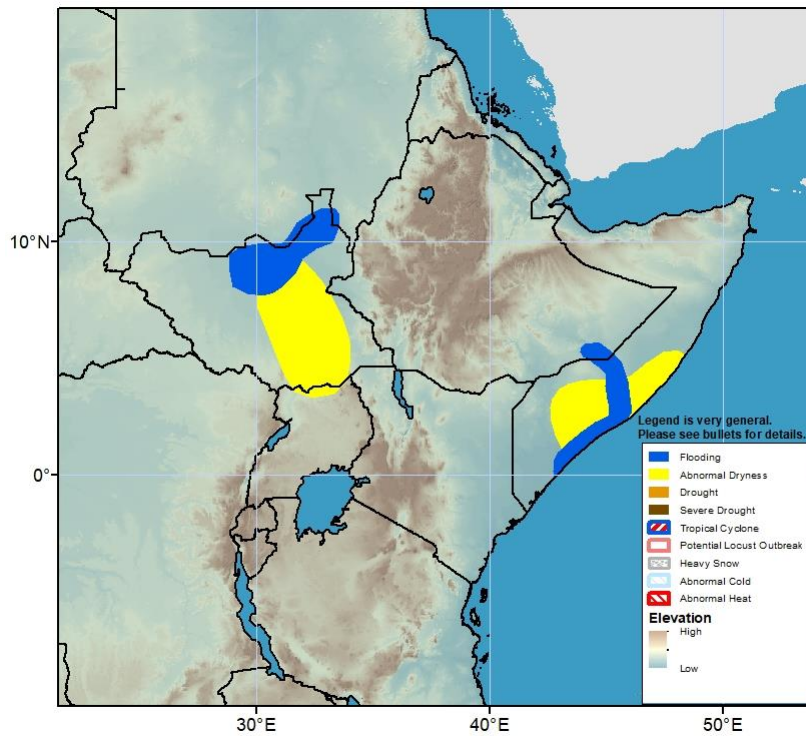 10°N
0°
Legend is very general.
Please see bullets for details.
Flooding
Abnormal Dryness
Drought
Severe Drought
Tropical Cyclone
Potential Locust Outbreak
Heavy Snow
Abnormal Cold
Abnormal Heat
Elevation
High
Low
30°E
40°E
50°E